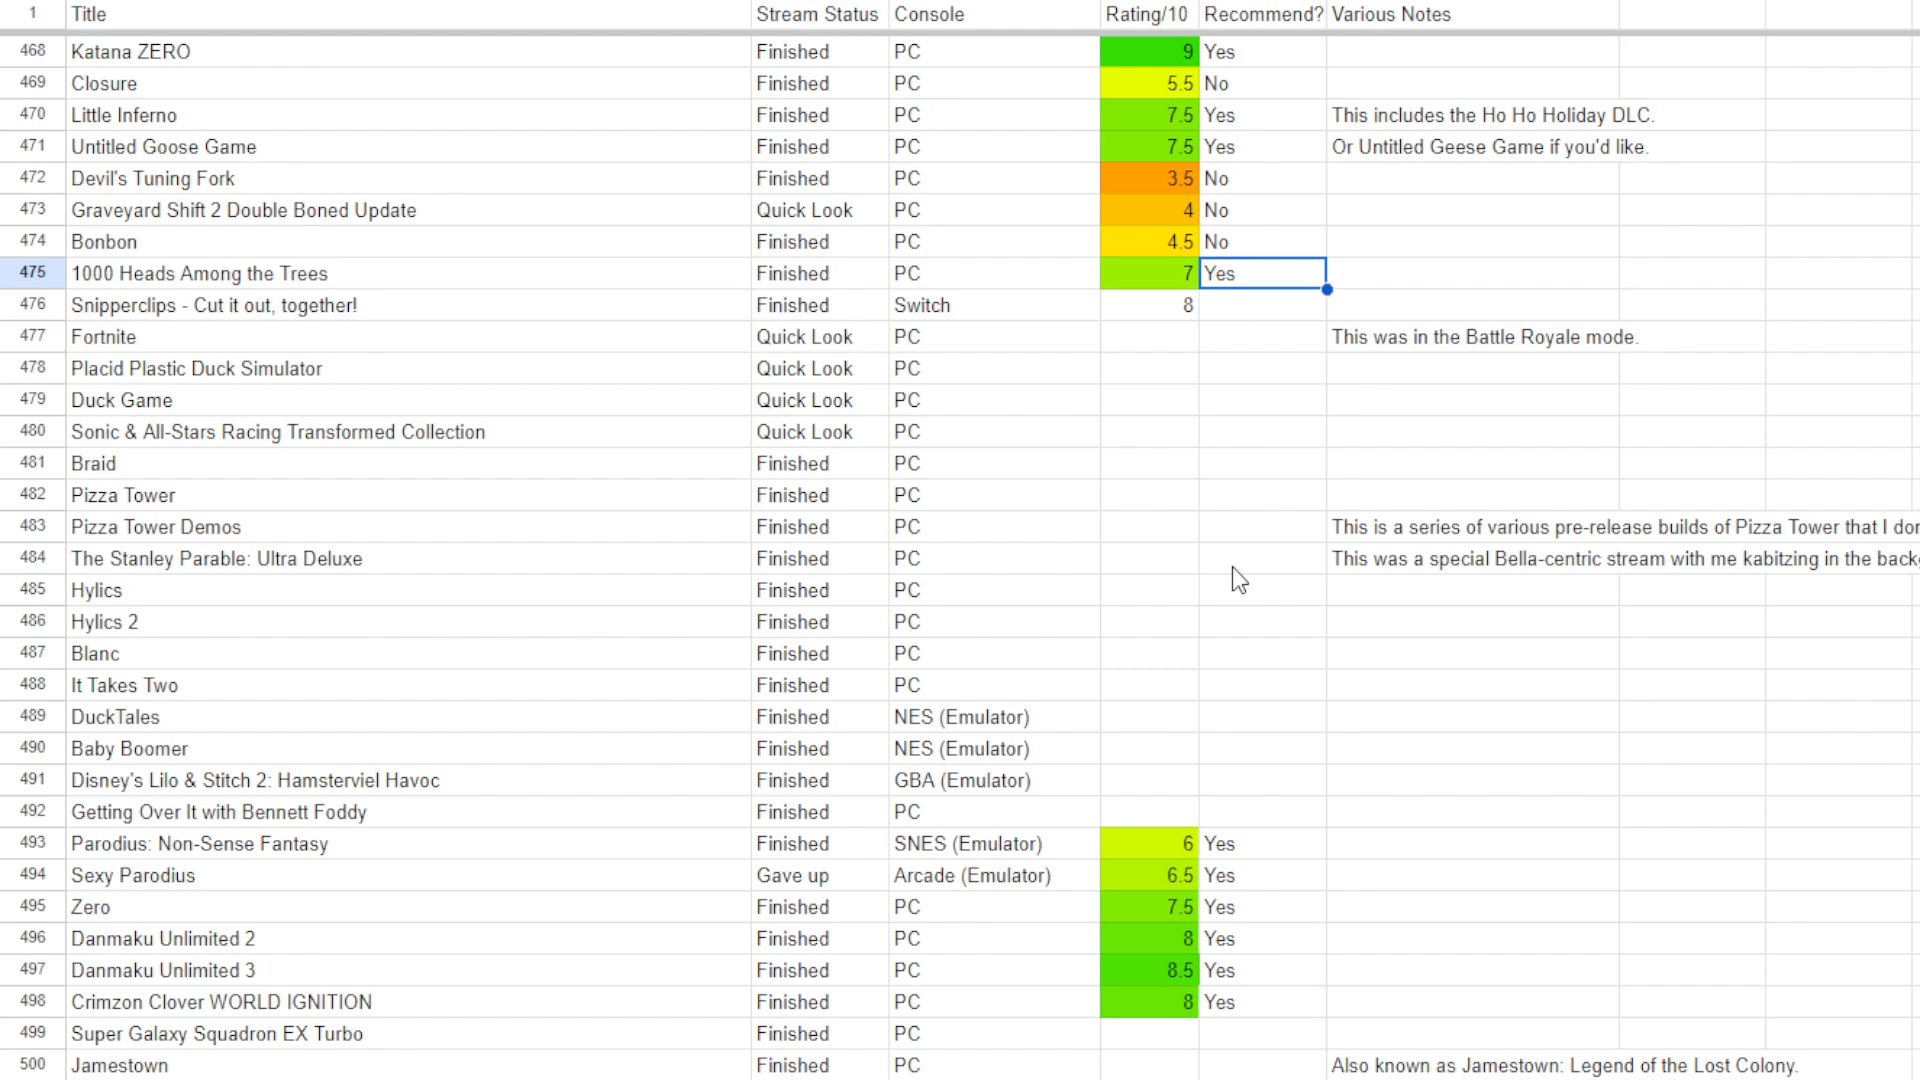 1 Title Stream Status Console Rating/10 Recommend? Various Notes
468 Katana ZERO Finished PC 9 Yes
469 Closure Finished PC 5.5 No
470 Little Inferno Finished PC 7.5 Yes This includes the Ho Ho Holiday DLC.
471 Untitled Goose Game Finished PC 7.5 Yes Or Untitled Geese Game if you'd like.
472 Devil's Tuning Fork Finished PC 3.5 No
473 Graveyard Shift 2 Double Boned Update Quick Look PC 4 No
474 Bonbon Finished PC 4.5 No
475 1000 Heads Among the Trees Finished PC 7 Yes
476 Snipperclips - Cut it out, together! Finished Switch 8
477 Fortnite Quick Look PC This was in the Battle Royale mode.
478 Placid Plastic Duck Simulator Quick Look PC
479 Duck Game Quick Look PC
480 Sonic & All-Stars Racing Transformed Collection Quick Look PC
481 Braid Finished PC
482 Pizza Tower Finished PC
483 Pizza Tower Demos Finished PC This is a series of various pre-release builds of Pizza Tower that I
484 The Stanley Parable: Ultra Deluxe Finished PC This was a special Bella-centric stream with me kabitzing in the
485 Hylics Finished PC
486 Hylics 2 Finished PC
487 Blanc Finished PC
488 It Takes Two Finished PC
489 DuckTales Finished NES (Emulator)
490 Baby Boomer Finished NES (Emulator)
491 Disney's Lilo & Stitch 2: Hamsterviel Havoc Finished GBA (Emulator)
492 Getting Over It with Bennett Foddy Finished PC
493 Parodius: Non-Sense Fantasy Finished SNES (Emulator) 6 Yes
494 Sexy Parodius Gave up Arcade (Emulator) 6.5 Yes
495 Zero Finished PC 7.5 Yes
496 Danmaku Unlimited 2 Finished PC 8 Yes
497 Danmaku Unlimited 3 Finished PC 8.5 Yes
498 Crimzon Clover WORLD IGNITION Finished PC 8 Yes
499 Super Galaxy Squadron EX Turbo Finished PC
500 Jamestown Finished PC Also known as Jamestown: Legend of the Lost Colony.